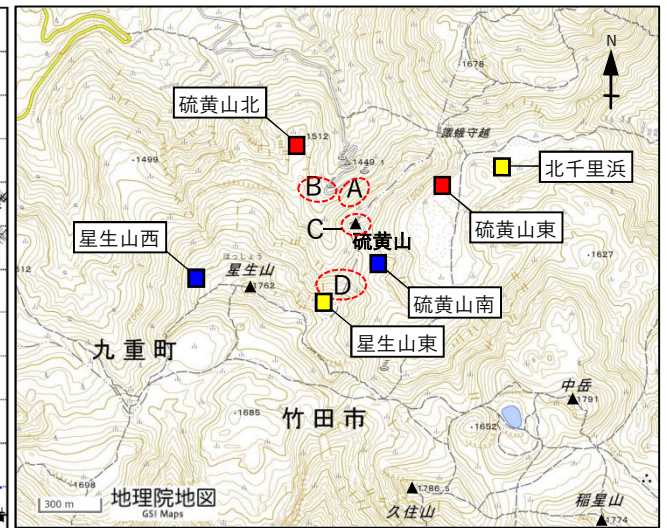 N
1678
硫黄山北
1512
諏蛾守越
北千里浜
1499
1449.1
B
A
硫黄山東
C
硫黄山
1627
星生山西
ほっしょう
星生山
1762
D
硫黄山南
512
星生山東
九重町
中岳
1791
1685
竹田市
1652
1698
300 m
地理院地図
GSI Maps
1786.5
久住山
稲星山
1774